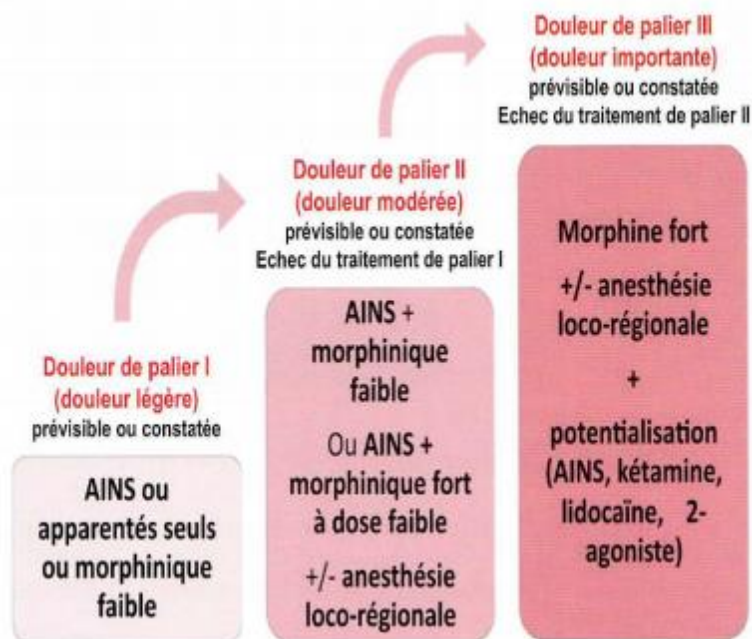 Douleur de palier I
(douleur légère)
prévisible ou constatée
AINS ou
apparentés seuls
ou morphinique
faible
Douleur de palier II
(douleur modérée)
prévisible ou constatée
Echec du traitement de palier I
AINS +
morphinique
faible
Ou AINS +
morphinique fort
à dose faible
+/- anesthésie
loco-régionale
Douleur de palier III
(douleur importante)
prévisible ou constatée
Echec du traitement de palier II
Morphine fort
+/- anesthésie
loco-régionale
+
potentialisation
(AINS, kétamine,
lidocaïne, 2-
agoniste)